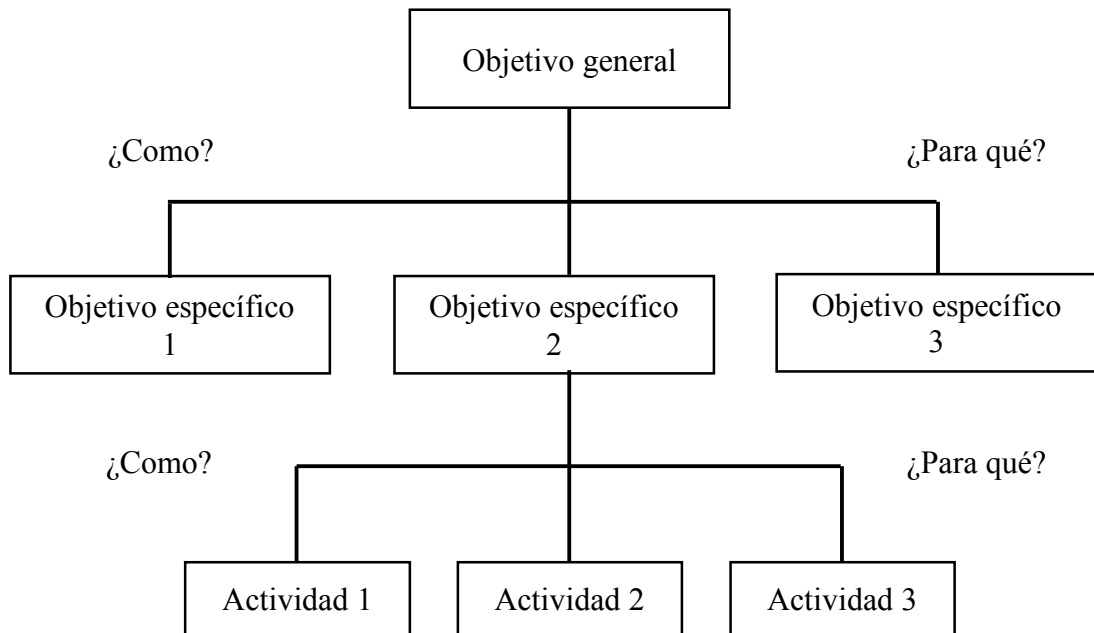 Objetivo general
¿Como?
¿Para qué?
Objetivo específico
1
Objetivo específico
2
Objetivo específico
3
¿Como?
¿Para qué?
Actividad 1
Actividad 2
Actividad 3